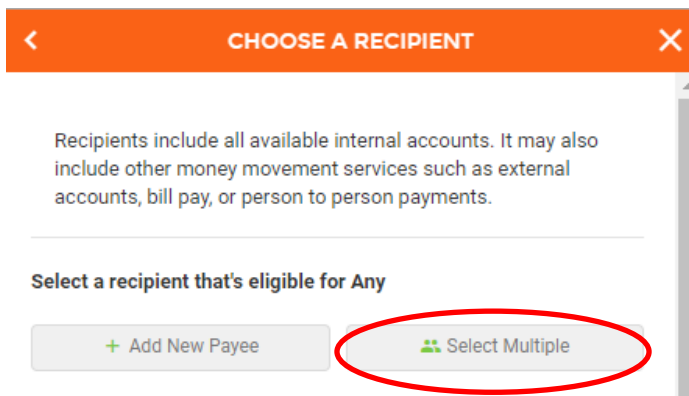 CHOOSE A RECIPIENT
Recipients include all available internal accounts. It may also
include other money movement services such as external
accounts, bill pay, or person to person payments.
Select a recipient that's eligible for Any
+ Add New Payee
Select Multiple